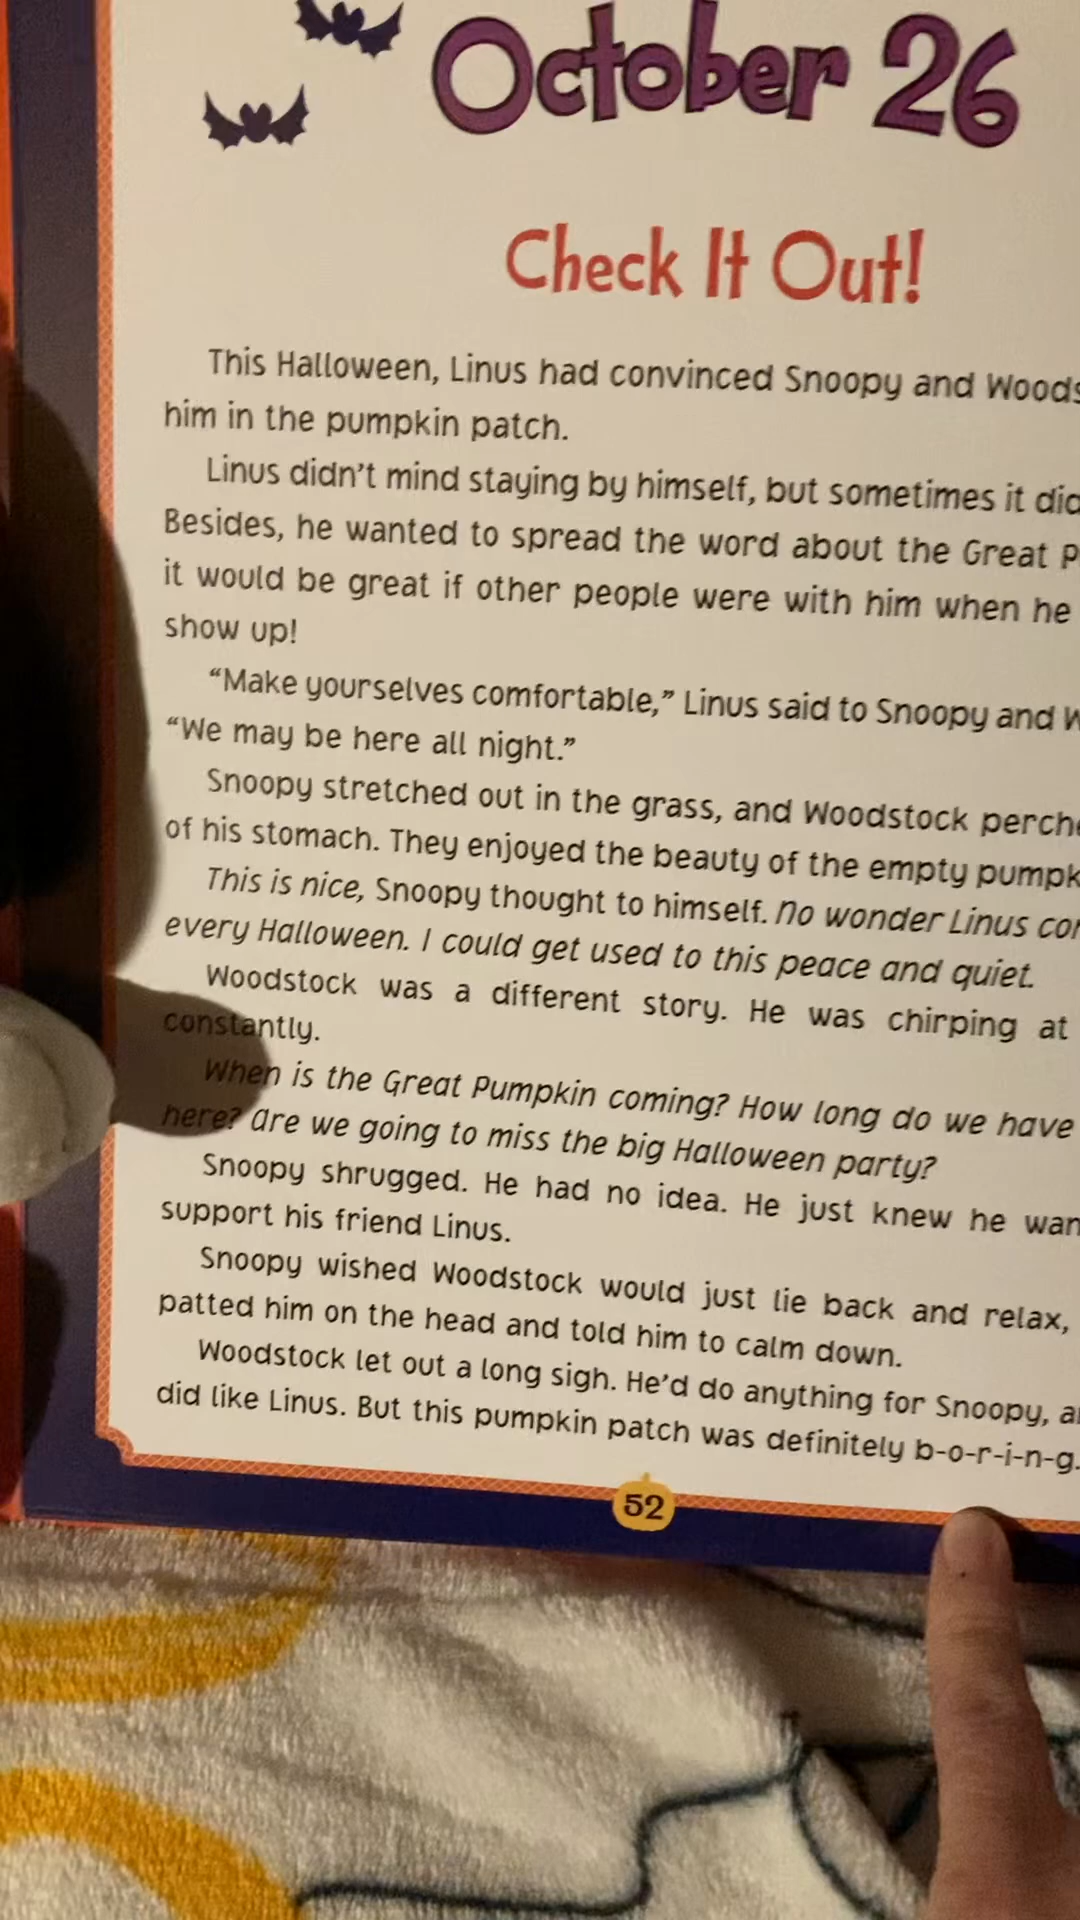 October 26
Check It Out!
This Halloween, Linus had convinced Snoopy and
him in the pumpkin patch.
Linus didn't mind staying by himself, but sometimes it
Besides, he wanted to spread the word about the Great
it would be great if other people were with him when he
show up!
“Make yourselves comfortable,” Linus said to Snoopy and
“We may be here all night.”
Snoopy stretched out in the grass, and Woodstock
of his stomach. They enjoyed the beauty of the empty
This is nice, Snoopy thought to himself. No wonder Linus
every Halloween. I could get used to this peace and quiet.
Woodstock was a different story. He was chirping at
constantly.
When is the Great Pumpkin coming? How long do we have
here? Are we going to miss the big Halloween party?
Snoopy shrugged. He had no idea. He just knew he
support his friend Linus.
Snoopy wished Woodstock would just lie back and relax,
patted him on the head and told him to calm down.
Woodstock let out a long sigh. He'd do anything for Snoopy,
did like Linus. But this pumpkin patch was definitely b-o-r-i-n-g.
52